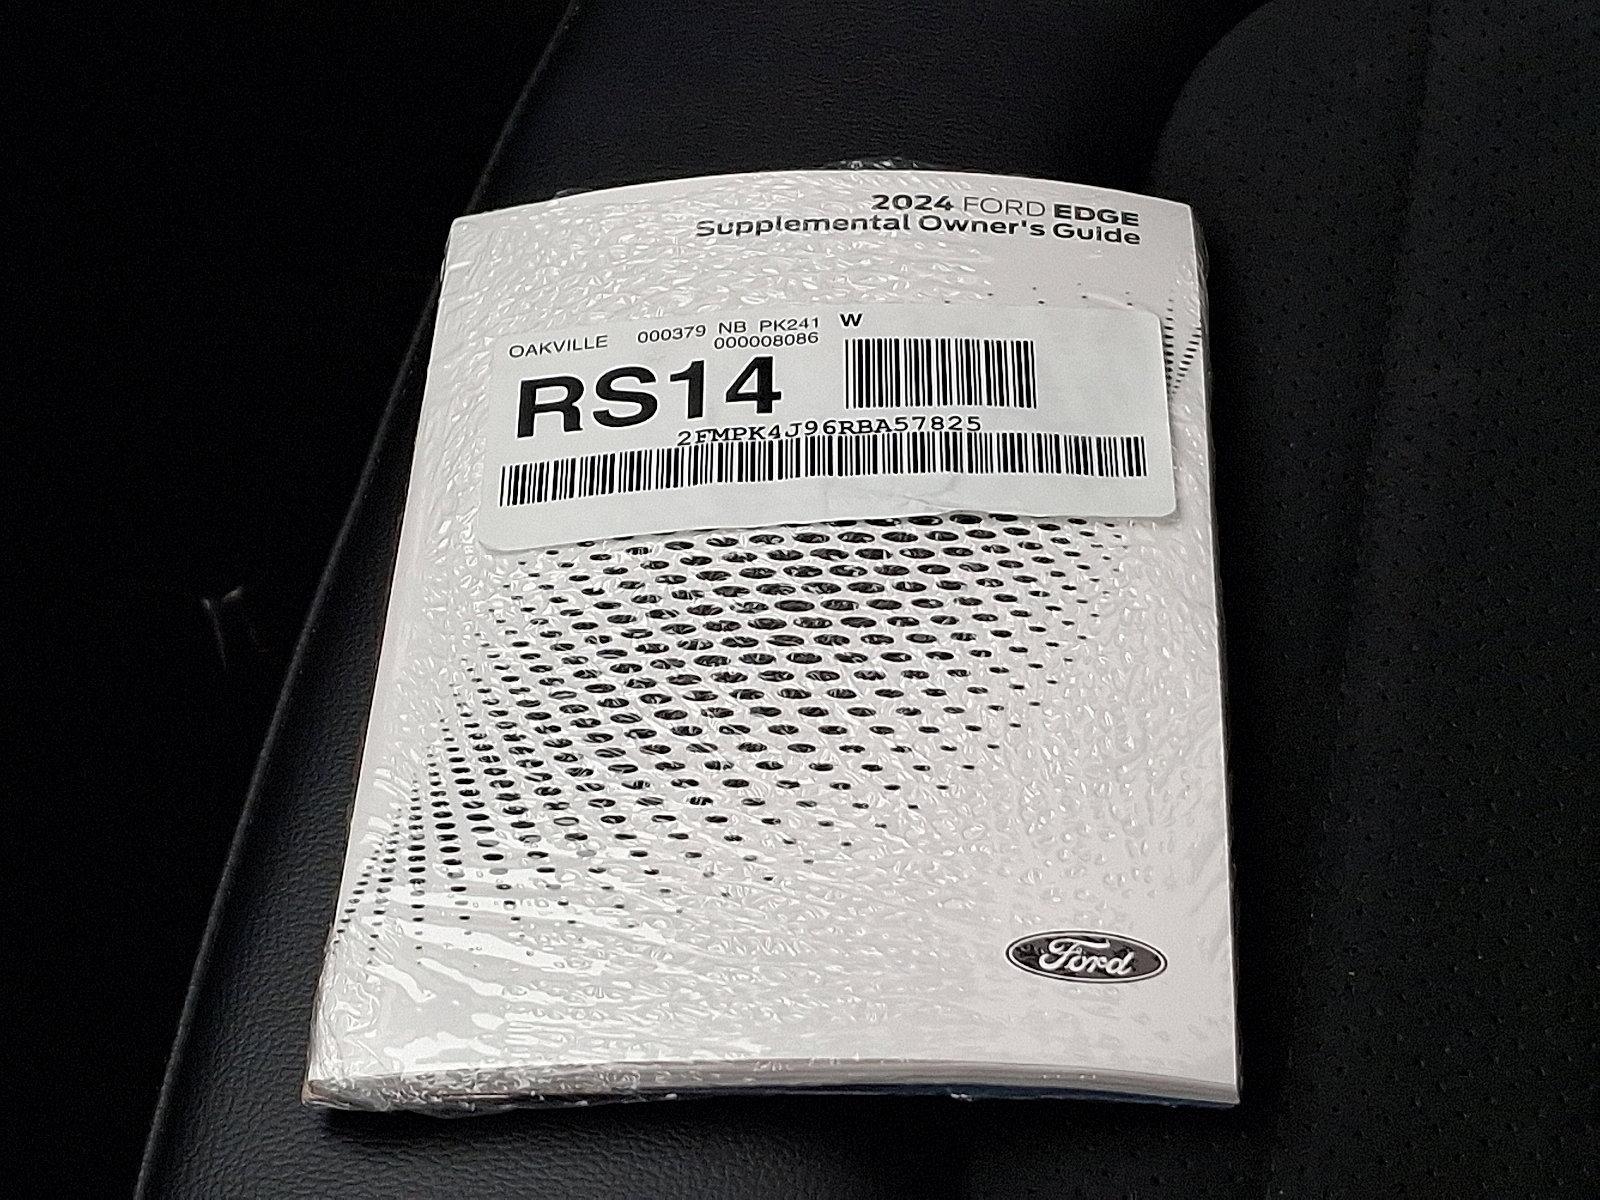 2024 FORD EDGE
Supplemental Owner's Guide
OAKVILLE 000379 NB PK241 W
000008086
RS14
2FMPK4J96RBA57825
Ford